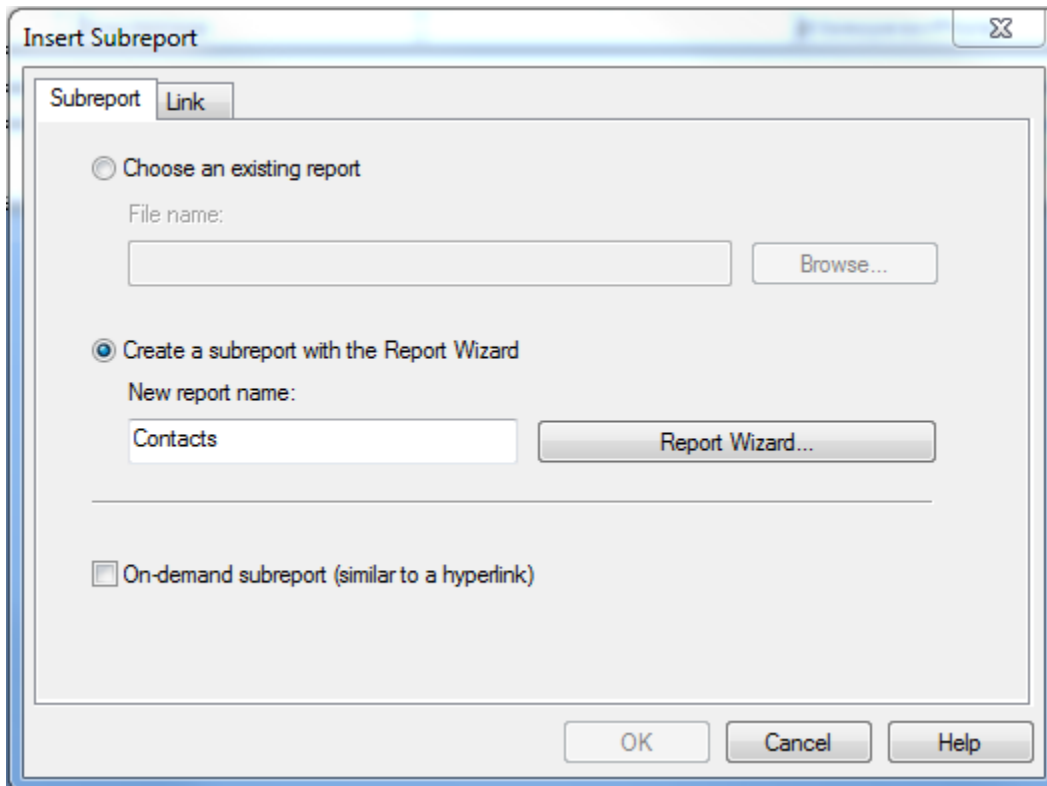 Insert Subreport
Subreport
Link
Choose an existing report
File name:
Browse...
Create a subreport with the Report Wizard
New report name:
Contacts
Report Wizard...
On-demand subreport (similar to a hyperlink)
OK
Cancel
Help